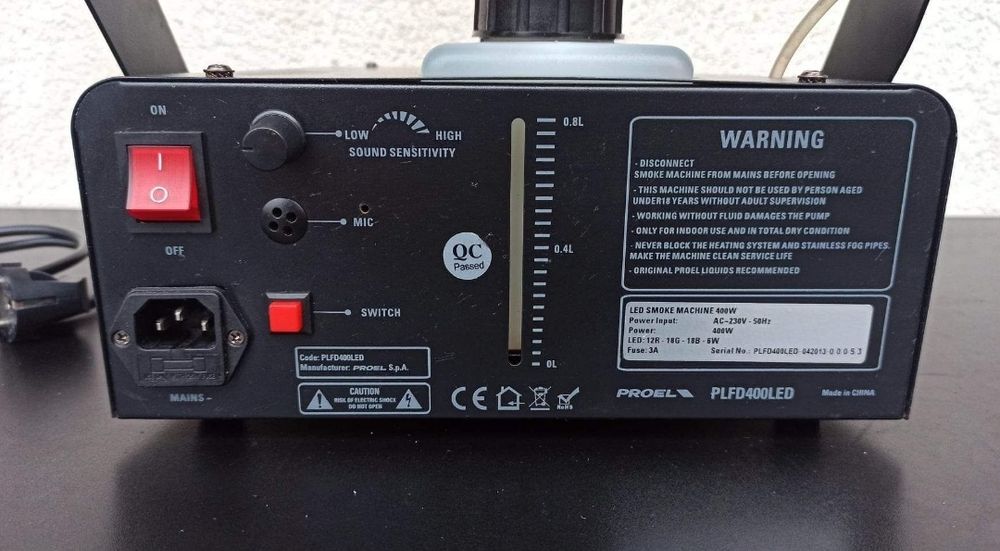 ON
OFF
MAINS~
LOW HIGH
SOUND SENSITIVITY
MIC
QC
Passed
SWITCH
Code: PLFD400LED
Manufacturer: PROEL S.p.A.
CAUTION
RISK OF ELECTRIC SHOCK
DO NOT OPEN
CE
RoHS
0.8L
0.4L
0L
WARNING
- DISCONNECT
SMOKE MACHINE FROM MAINS BEFORE OPENING
- THIS MACHINE SHOULD NOT BE USED BY PERSON AGED
UNDER18 YEARS WITHOUT ADULT SUPERVISION
- WORKING WITHOUT FLUID DAMAGES THE PUMP
- ONLY FOR INDOOR USE AND IN TOTAL DRY CONDITION
- NEVER BLOCK THE HEATING SYSTEM AND STAINLESS FOG PIPES.
MAKE THE MACHINE CLEAN SERVICE LIFE
- ORIGINAL PROEL LIQUIDS RECOMMENDED
LED SMOKE MACHINE 400W
Power Input: AC~230V - 50Hz
Power: 400W
LED: 12R - 18G - 18B - 6W
Fuse: 3A Serial No.: PLFD400LED-042013-0 0 0 5 3
PROEL PLFD400LED Made in CHINA